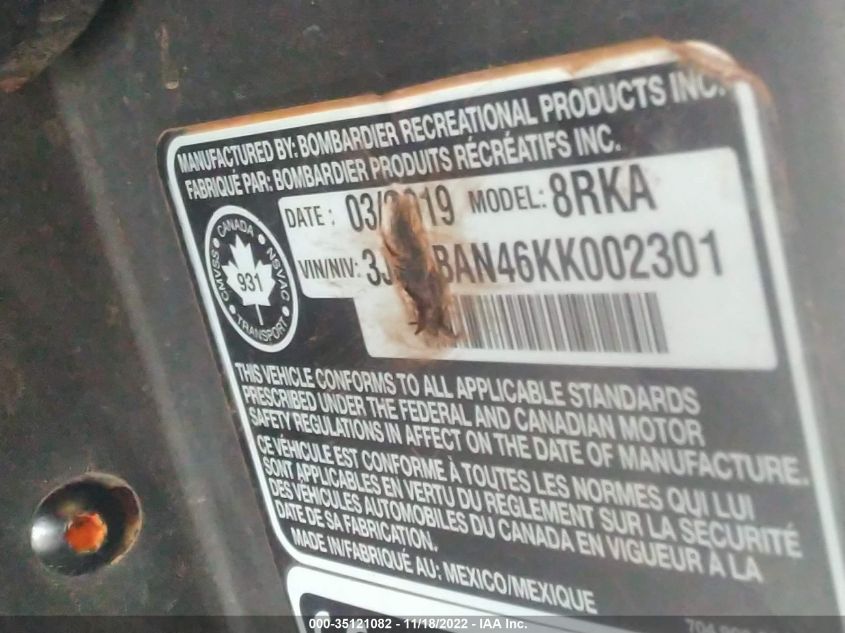 MANUFACTURED BY: BOMBARDIER RECREATIONAL PRODUCTS INC.
FABRIQUÉ PAR: BOMBARDIER PRODUITS RÉCRÉATIFS INC.
DATE : 03/2019 MODEL: 8RKA
VIN/NIV: 3J BAN46KK002301
CANADA
CMVSS NSVAC
931
TRANSPORT
THIS VEHICLE CONFORMS TO ALL APPLICABLE STANDARDS
PRESCRIBED UNDER THE FEDERAL AND CANADIAN MOTOR
SAFETY REGULATIONS IN AFFECT ON THE DATE OF MANUFACTURE.
CE VÉHICULE EST CONFORME À TOUTES LES NORMES QUI LUI
SONT APPLICABLES EN VERTU DU REGLEMENT SUR LA SÉCURITÉ
DES VÉHICULES AUTOMOBILES DU CANADA EN VIGUEUR À LA
DATE DE SA FABRICATION.
MADE IN/FABRIQUÉ AU: MEXICO/MEXIQUE
000-35121082 - 11/18/2022 - IAA Inc.